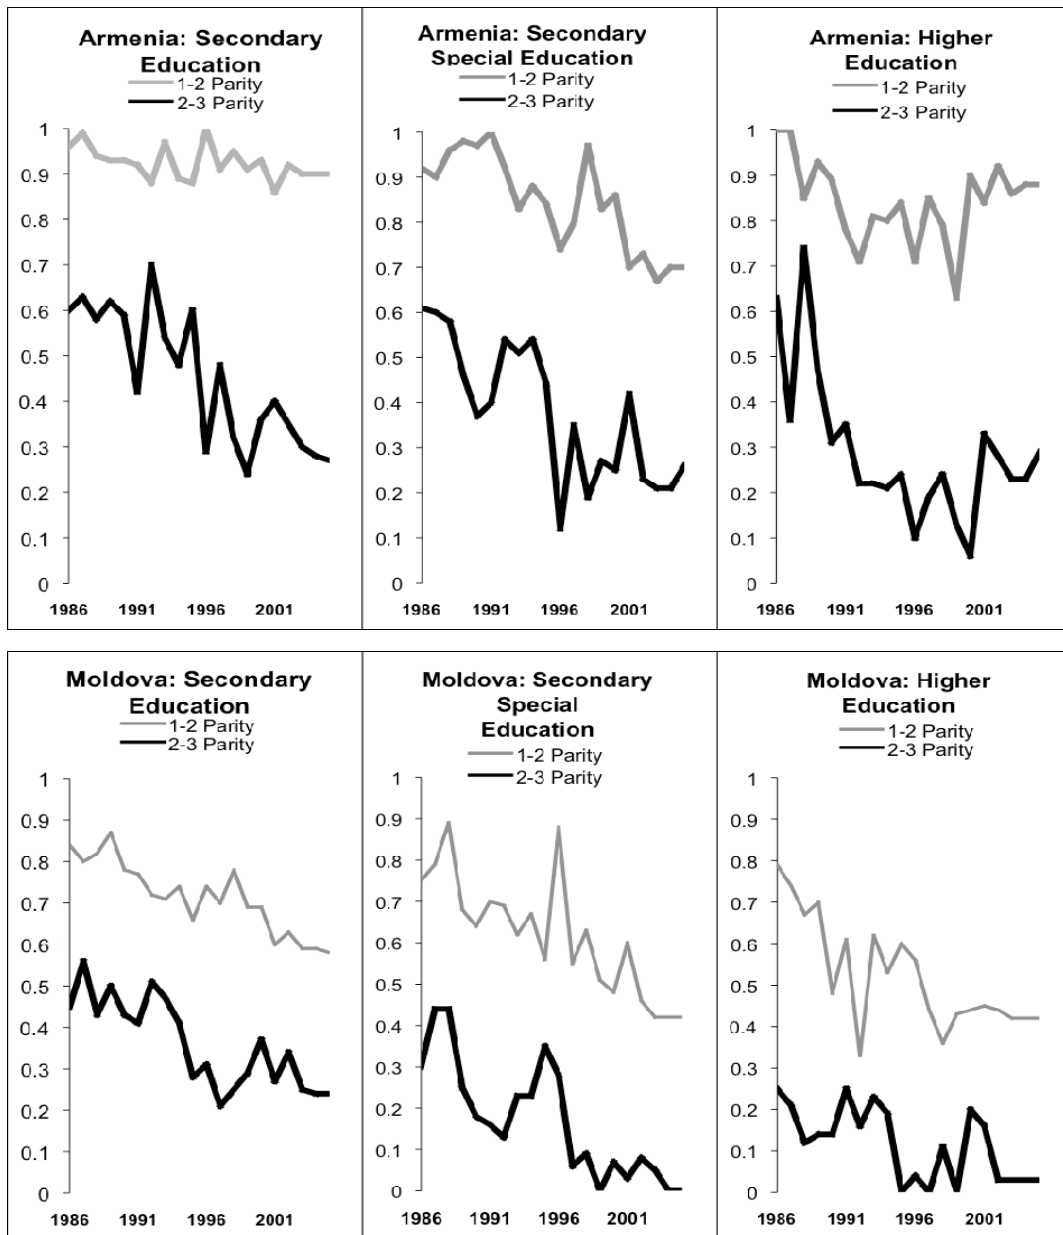 Armenia: Secondary
Education
1-2 Parity
2-3 Parity
1
0.9
0.8
0.7
0.6
0.5
0.4
0.3
0.2
0.1
0
1986 1991 1996 2001
Armenia: Secondary
Special Education
1-2 Parity
2-3 Parity
1
0.9
0.8
0.7
0.6
0.5
0.4
0.3
0.2
0.1
0
1986 1991 1996 2001
Armenia: Higher
Education
1-2 Parity
2-3 Parity
1
0.9
0.8
0.7
0.6
0.5
0.4
0.3
0.2
0.1
0
1986 1991 1996 2001
Moldova: Secondary
Education
1-2 Parity
2-3 Parity
1
0.9
0.8
0.7
0.6
0.5
0.4
0.3
0.2
0.1
0
1986 1991 1996 2001
Moldova: Secondary
Special
Education
1-2 Parity
2-3 Parity
1
0.9
0.8
0.7
0.6
0.5
0.4
0.3
0.2
0.1
0
1986 1991 1996 2001
Moldova: Higher
Education
1-2 Parity
2-3 Parity
1
0.9
0.8
0.7
0.6
0.5
0.4
0.3
0.2
0.1
0
1986 1991 1996 2001